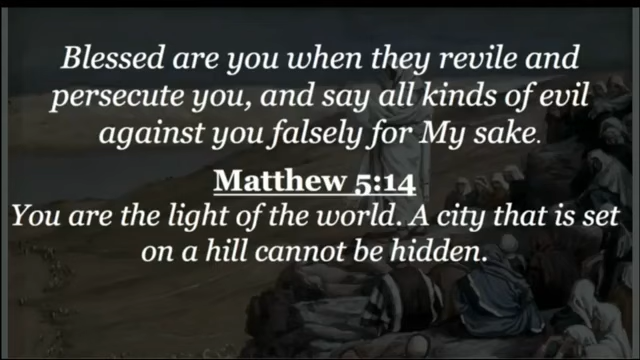 Blessed are you when they revile and
persecute you, and say all kinds of evil
against you falsely for My sake.
Matthew 5:14
You are the light of the world. A city that is set
on a hill cannot be hidden.